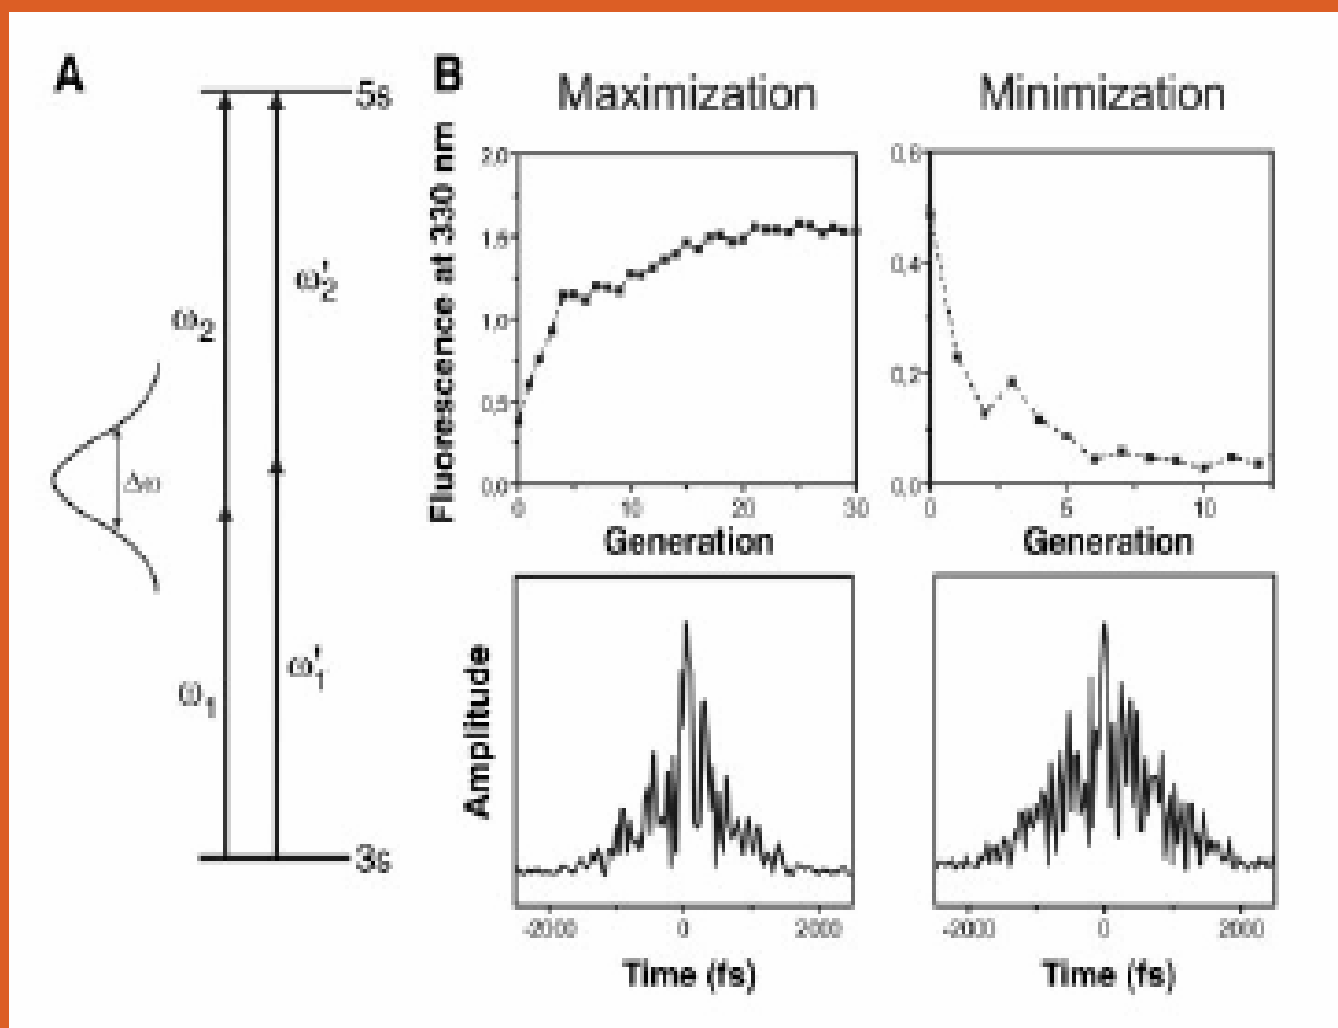 A
5s
ω2
ω'2
Δω
ω1
ω'1
3s
B
Maximization
Minimization
Fluorescence at 330 nm
2,0
1,5
1,0
0,5
0,0
0
10
20
30
Generation
0,6
0,4
0,2
0,0
0
5
10
Generation
Amplitude
-2000
0
2000
Time (fs)
-2000
0
2000
Time (fs)